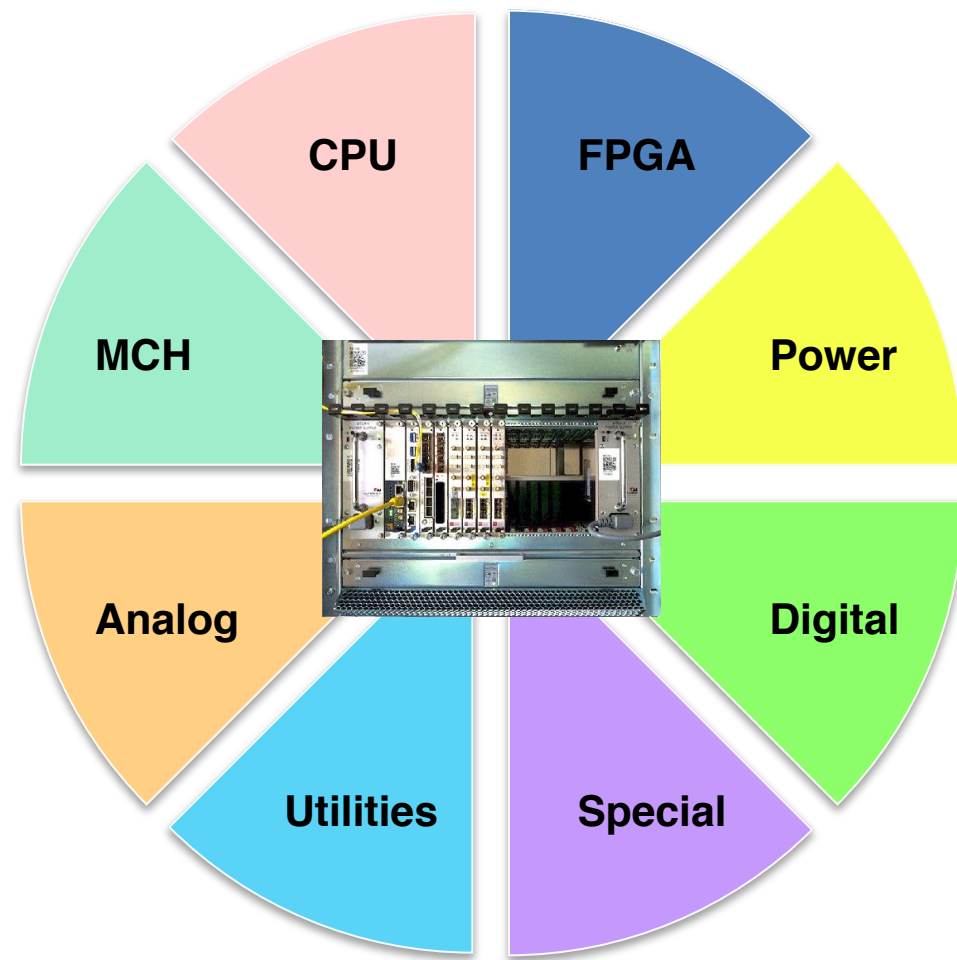 CPU
FPGA
MCH
Power
Analog
Digital
Utilities
Special